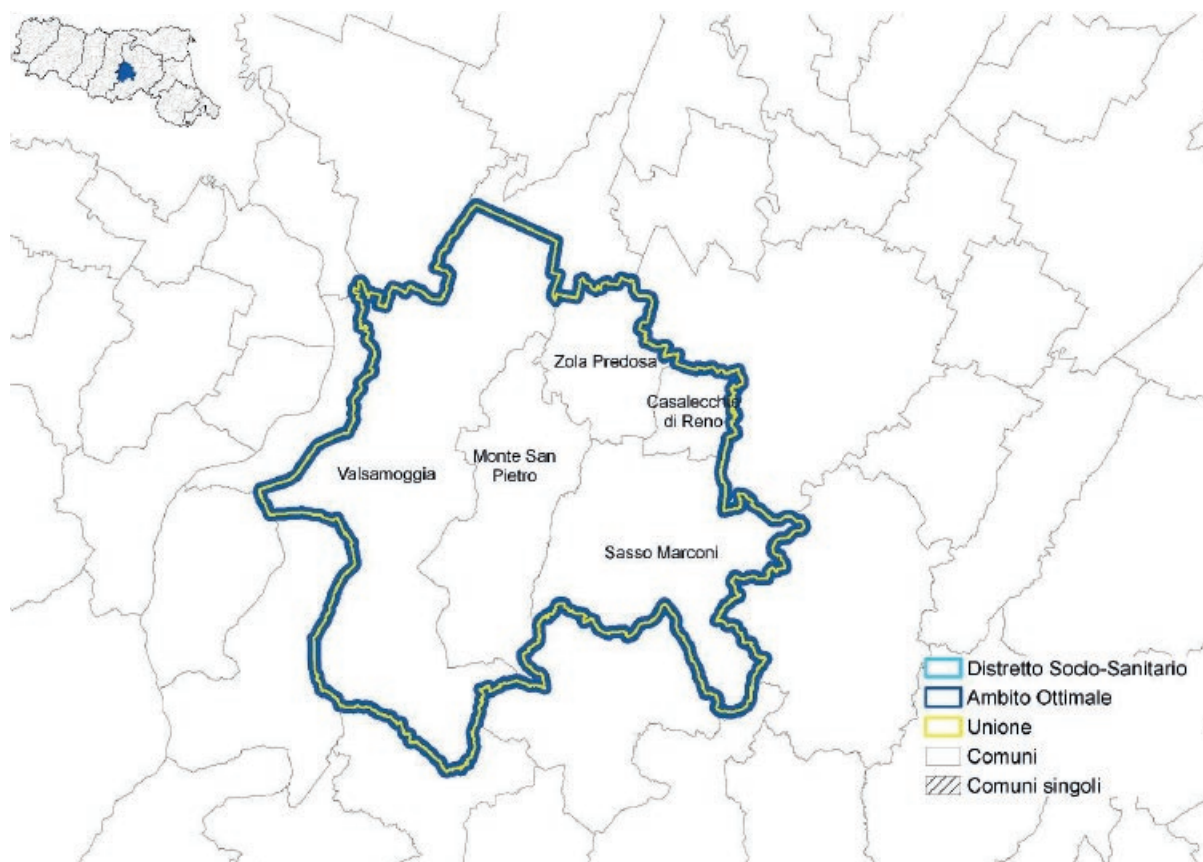 Zola Predosa
Casalecchio
di Reno
Monte San
Pietro
Valsamoggia
Sasso Marconi
Distretto Socio-Sanitario
Ambito Ottimale
Unione
Comuni
Comuni singoli